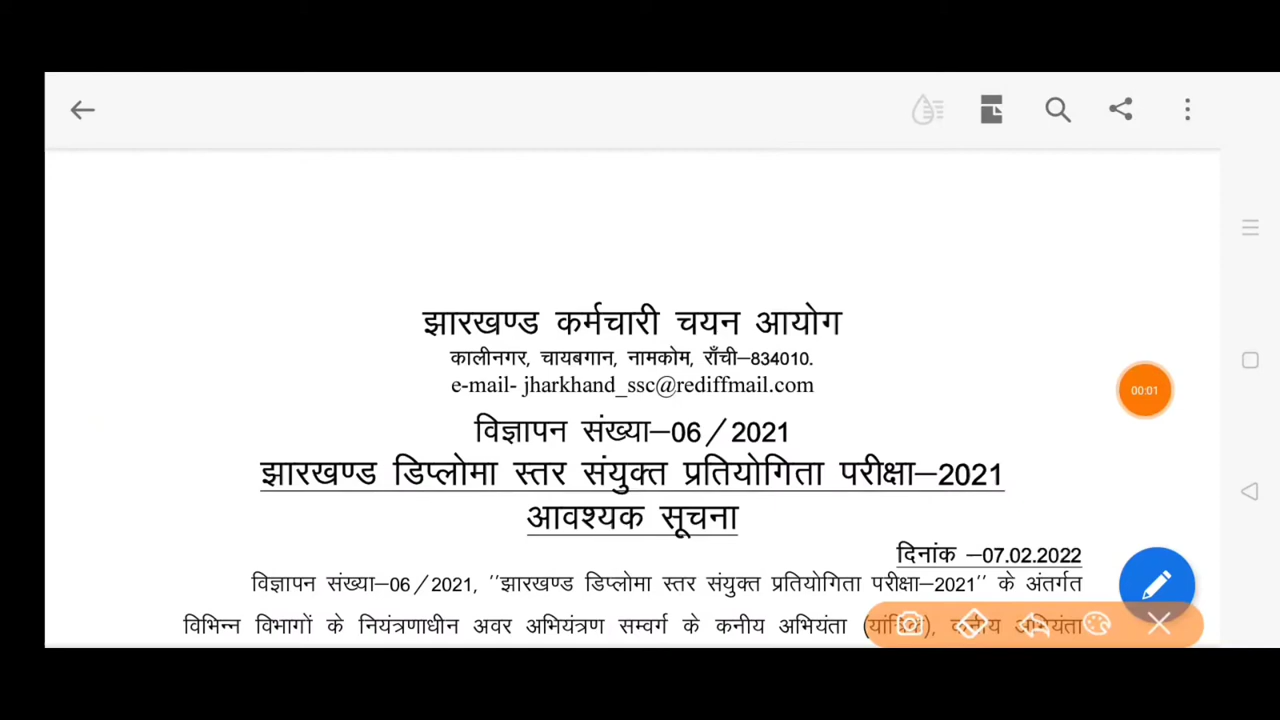 झारखण्ड कर्मचारी चयन आयोग
कालीनगर, चायबगान, नामकोम, राँची–834010.
e-mail- jharkhand_ssc@rediffmail.com
विज्ञापन संख्या–06/2021
झारखण्ड डिप्लोमा स्तर संयुक्त प्रतियोगिता परीक्षा–2021
आवश्यक सूचना
दिनांक –07.02.2022
विज्ञापन संख्या–06/2021, ''झारखण्ड डिप्लोमा स्तर संयुक्त प्रतियोगिता परीक्षा–2021'' के अंतर्गत
विभिन्न विभागों के नियंत्रणाधीन अवर अभियंत्रण सम्वर्ग के कनीय अभियंता (यांत्रिक), कनीय अभियंता
00:01